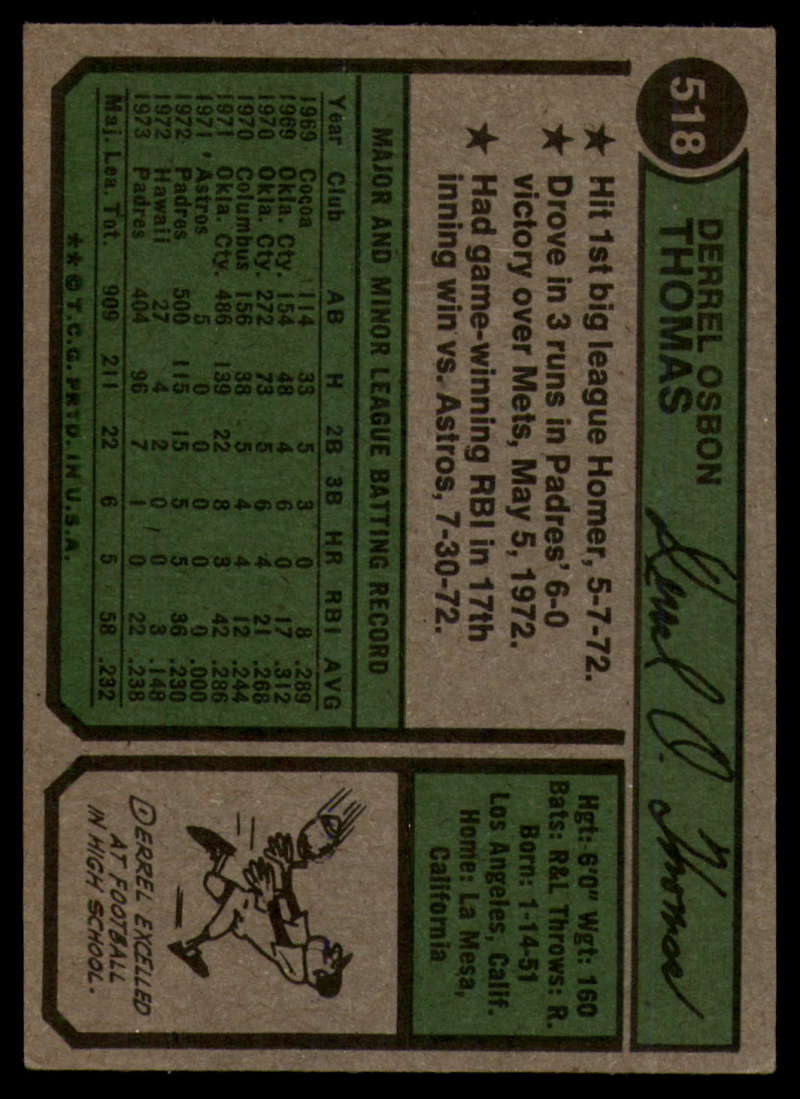 518
DERREL OSBON
THOMAS
Derrel O. Thomas
★ Hit 1st big league Homer, 5-7-72.
★ Drove in 3 runs in Padres' 6-0
victory over Mets, May 5, 1972.
★ Had game-winning RBI in 17th
inning win vs. Astros, 7-30-72.
MAJOR AND MINOR LEAGUE BATTING RECORD
Year Club AB H 2B 3B HR RBI AVG
1969 Cocoa 114 33 5 3 0 8 .289
1969 Okla. Cty. 154 48 4 6 0 17 .312
1970 Okla. Cty. 272 73 5 6 4 21 .268
1970 Columbus 156 38 5 4 4 12 .244
1971 Okla. Cty. 486 139 22 8 3 42 .286
1971 Astros 5 0 0 0 0 0 .000
1972 Padres 500 115 15 5 5 36 .230
1972 Hawaii 27 4 2 0 0 3 .148
1973 Padres 404 96 7 1 0 22 .238
Maj. Lea. Tot. 909 211 22 6 5 58 .232
**© T.C.G. PRTD. IN U.S.A.
Hgt: 6'0" Wgt: 160
Bats: R&L Throws: R.
Born: 1-14-51
Los Angeles, Calif.
Home: La Mesa,
California
DERREL EXCELLED
AT FOOTBALL
IN HIGH SCHOOL.